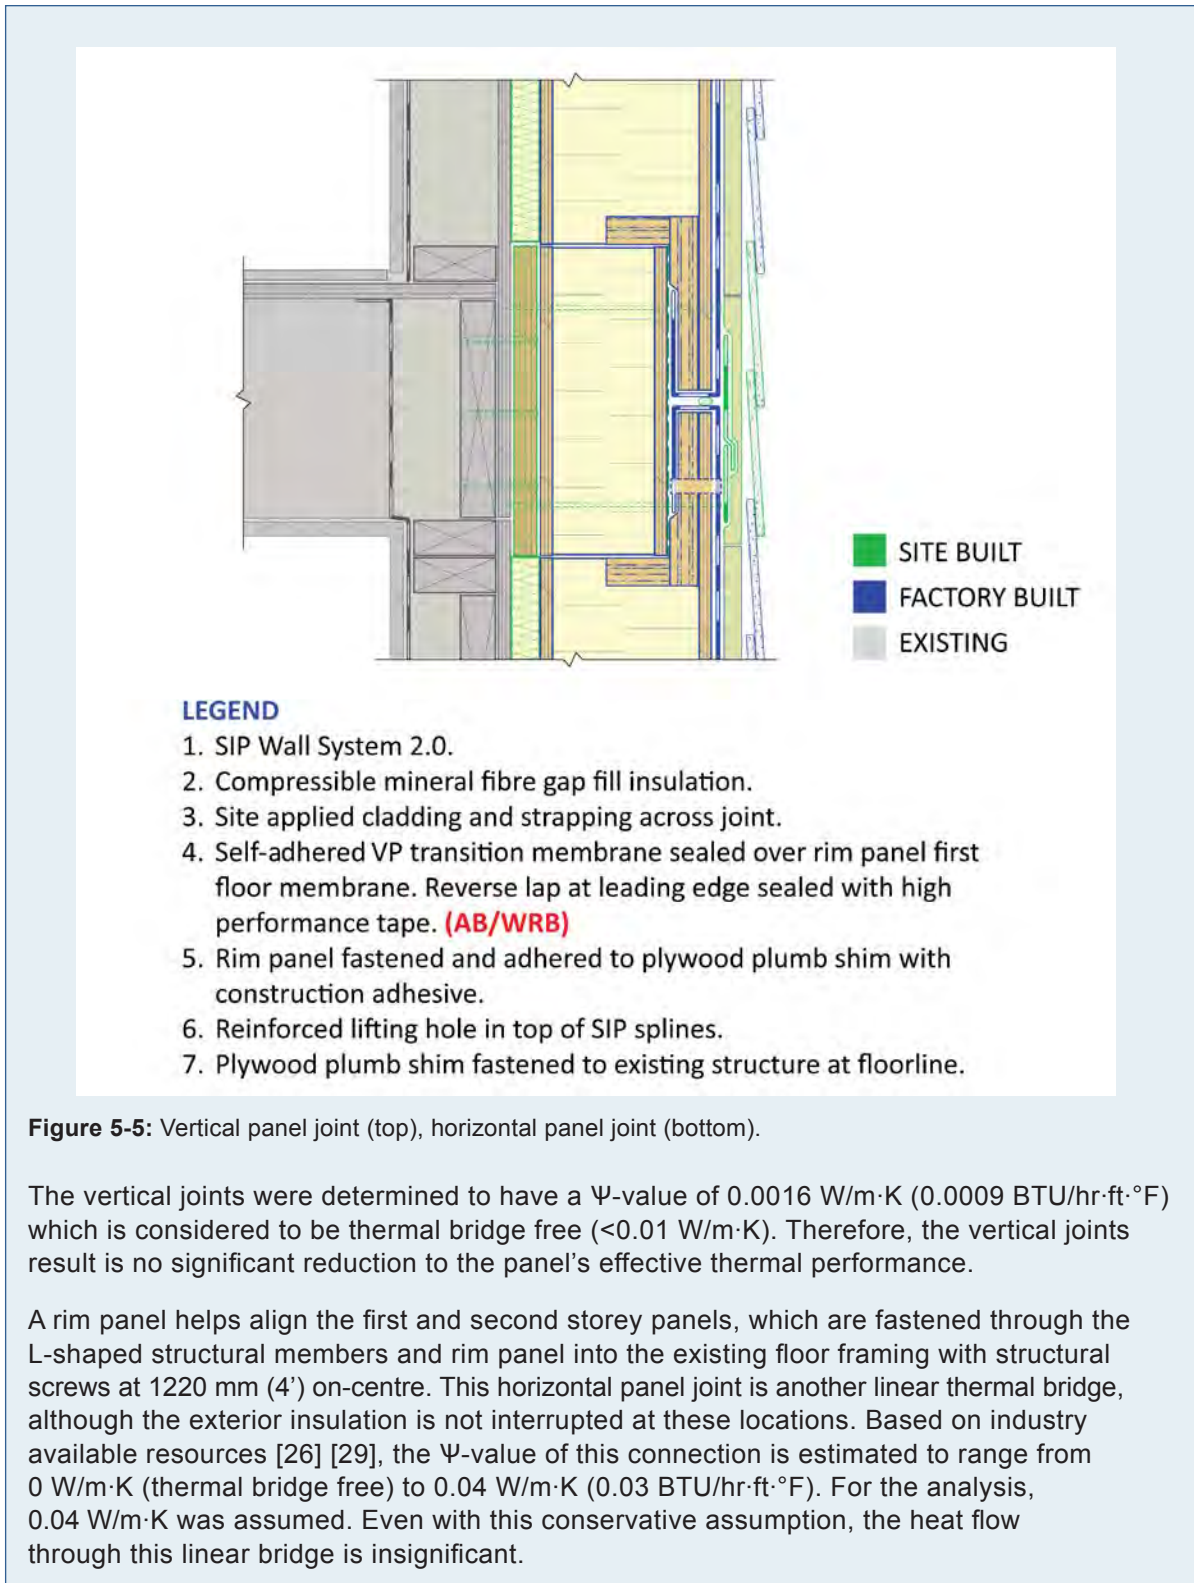 SITE BUILT
FACTORY BUILT
EXISTING
LEGEND
1. SIP Wall System 2.0.
2. Compressible mineral fibre gap fill insulation.
3. Site applied cladding and strapping across joint.
4. Self-adhered VP transition membrane sealed over rim panel first
floor membrane. Reverse lap at leading edge sealed with high
performance tape. (AB/WRB)
5. Rim panel fastened and adhered to plywood plumb shim with
construction adhesive.
6. Reinforced lifting hole in top of SIP splines.
7. Plywood plumb shim fastened to existing structure at floorline.
Figure 5-5: Vertical panel joint (top), horizontal panel joint (bottom).
The vertical joints were determined to have a Ψ-value of 0.0016 W/m·K (0.0009 BTU/hr·ft·°F)
which is considered to be thermal bridge free (<0.01 W/m·K). Therefore, the vertical joints
result is no significant reduction to the panel's effective thermal performance.
A rim panel helps align the first and second storey panels, which are fastened through the
L-shaped structural members and rim panel into the existing floor framing with structural
screws at 1220 mm (4') on-centre. This horizontal panel joint is another linear thermal bridge,
although the exterior insulation is not interrupted at these locations. Based on industry
available resources [26] [29], the Ψ-value of this connection is estimated to range from
0 W/m·K (thermal bridge free) to 0.04 W/m·K (0.03 BTU/hr·ft·°F). For the analysis,
0.04 W/m·K was assumed. Even with this conservative assumption, the heat flow
through this linear bridge is insignificant.